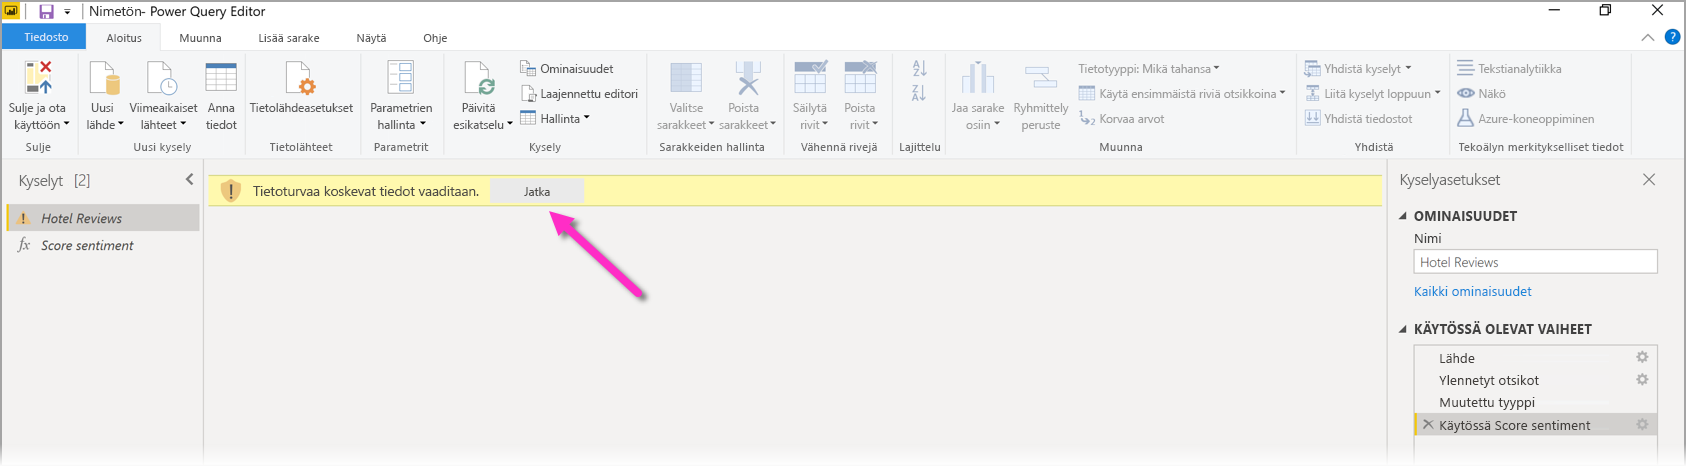 Nimetön- Power Query Editor
Tiedosto
Aloitus
Muunna
Lisää sarake
Näytä
Ohje
?
Sulje ja ota
käyttöön
Sulje
Uusi
lähde
Viimeaikaiset
lähteet
Anna
tiedot
Uusi kysely
Tietolähdeasetukset
Tietolähteet
Parametrien
hallinta
Parametrit
Päivitä
esikatselu
Ominaisuudet
Laajennettu editori
Hallinta
Kysely
Valitse
sarakkeet
Poista
sarakkeet
Sarakkeiden hallinta
Säilytä
rivit
Poista
rivit
Vähennä rivejä
Lajittelu
Jaa sarake
osiin
Ryhmittely
peruste
Tietotyyppi: Mikä tahansa
Käytä ensimmäistä riviä otsikkoina
Korvaa arvot
Muunna
Yhdistä kyselyt
Liitä kyselyt loppuun
Yhdistä tiedostot
Yhdistä
Tekstianalytiikka
Näkö
Azure-koneoppiminen
Tekoälyn merkitykselliset tiedot
Kyselyt [2]
Hotel Reviews
fx Score sentiment
Tietoturvaa koskevat tiedot vaaditaan.
Jatka
Kyselyasetukset
OMINAISUUDET
Nimi
Hotel Reviews
Kaikki ominaisuudet
KÄYTÖSSÄ OLEVAT VAIHEET
Lähde
Ylennetyt otsikot
Muutettu tyyppi
Käytössä Score sentiment